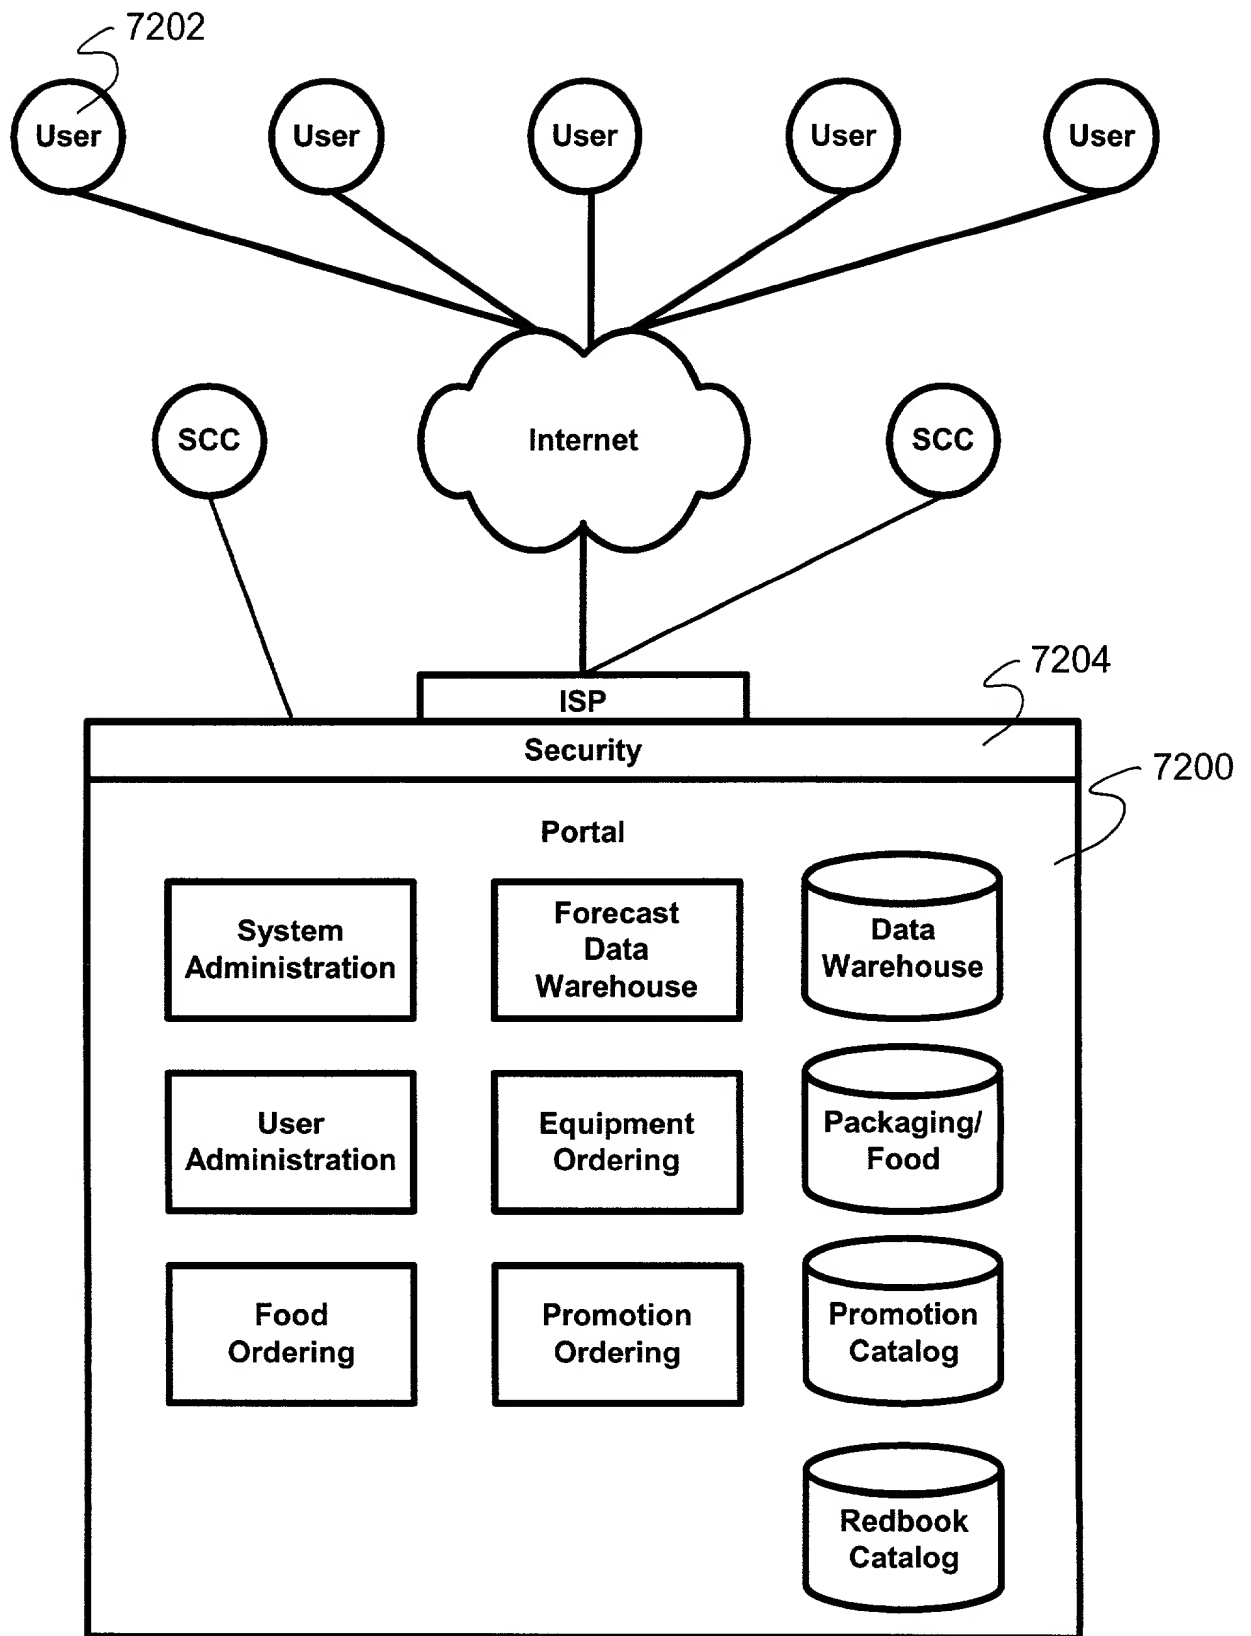 7202
User
User
User
User
User
SCC
Internet
SCC
7204
ISP
Security
7200
Portal
System
Administration
Forecast
Data
Warehouse
Data
Warehouse
User
Administration
Equipment
Ordering
Packaging/
Food
Food
Ordering
Promotion
Ordering
Promotion
Catalog
Redbook
Catalog